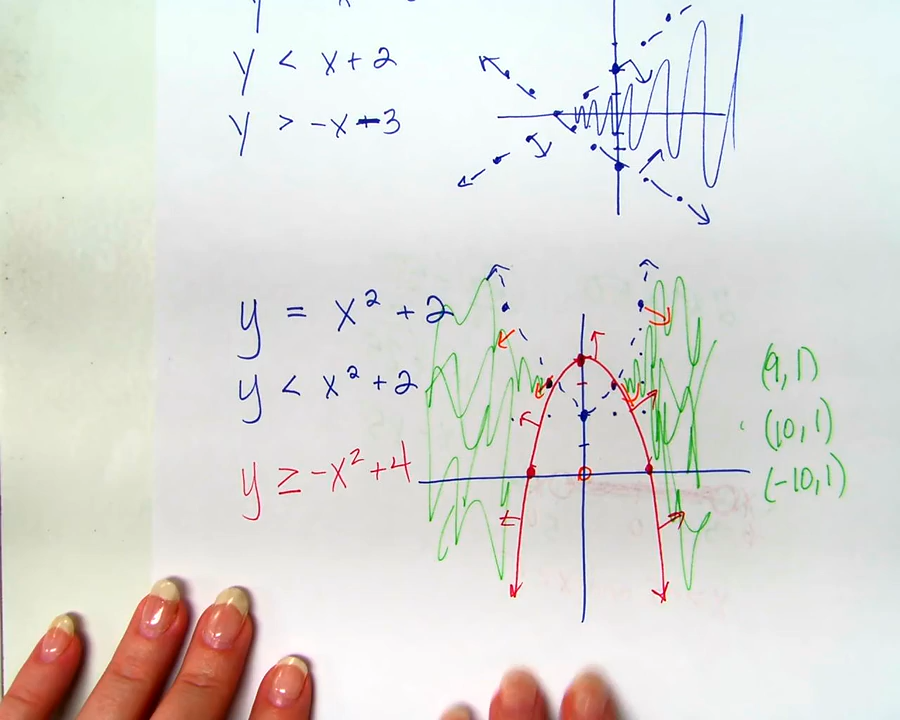 y < x + 2
y > -x - 3
y = x² + 2
y < x² + 2
y ≥ -x² + 4
(9, 1)
(10, 1)
(-10, 1)